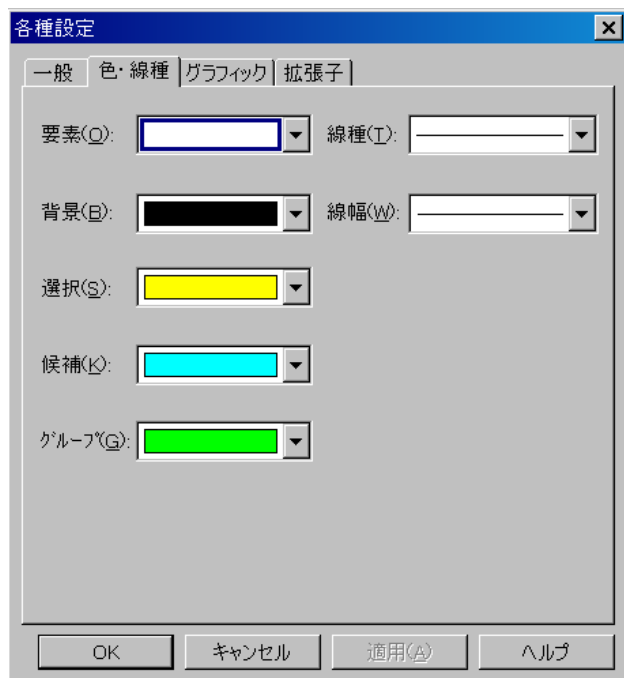 各種設定
一般 色・線種 グラフィック 拡張子
要素(O): 線種(T):
背景(B): 線幅(W):
選択(S):
候補(K):
ｸﾞﾙｰﾌﾟ(G):
OK キャンセル 適用(A) ヘルプ